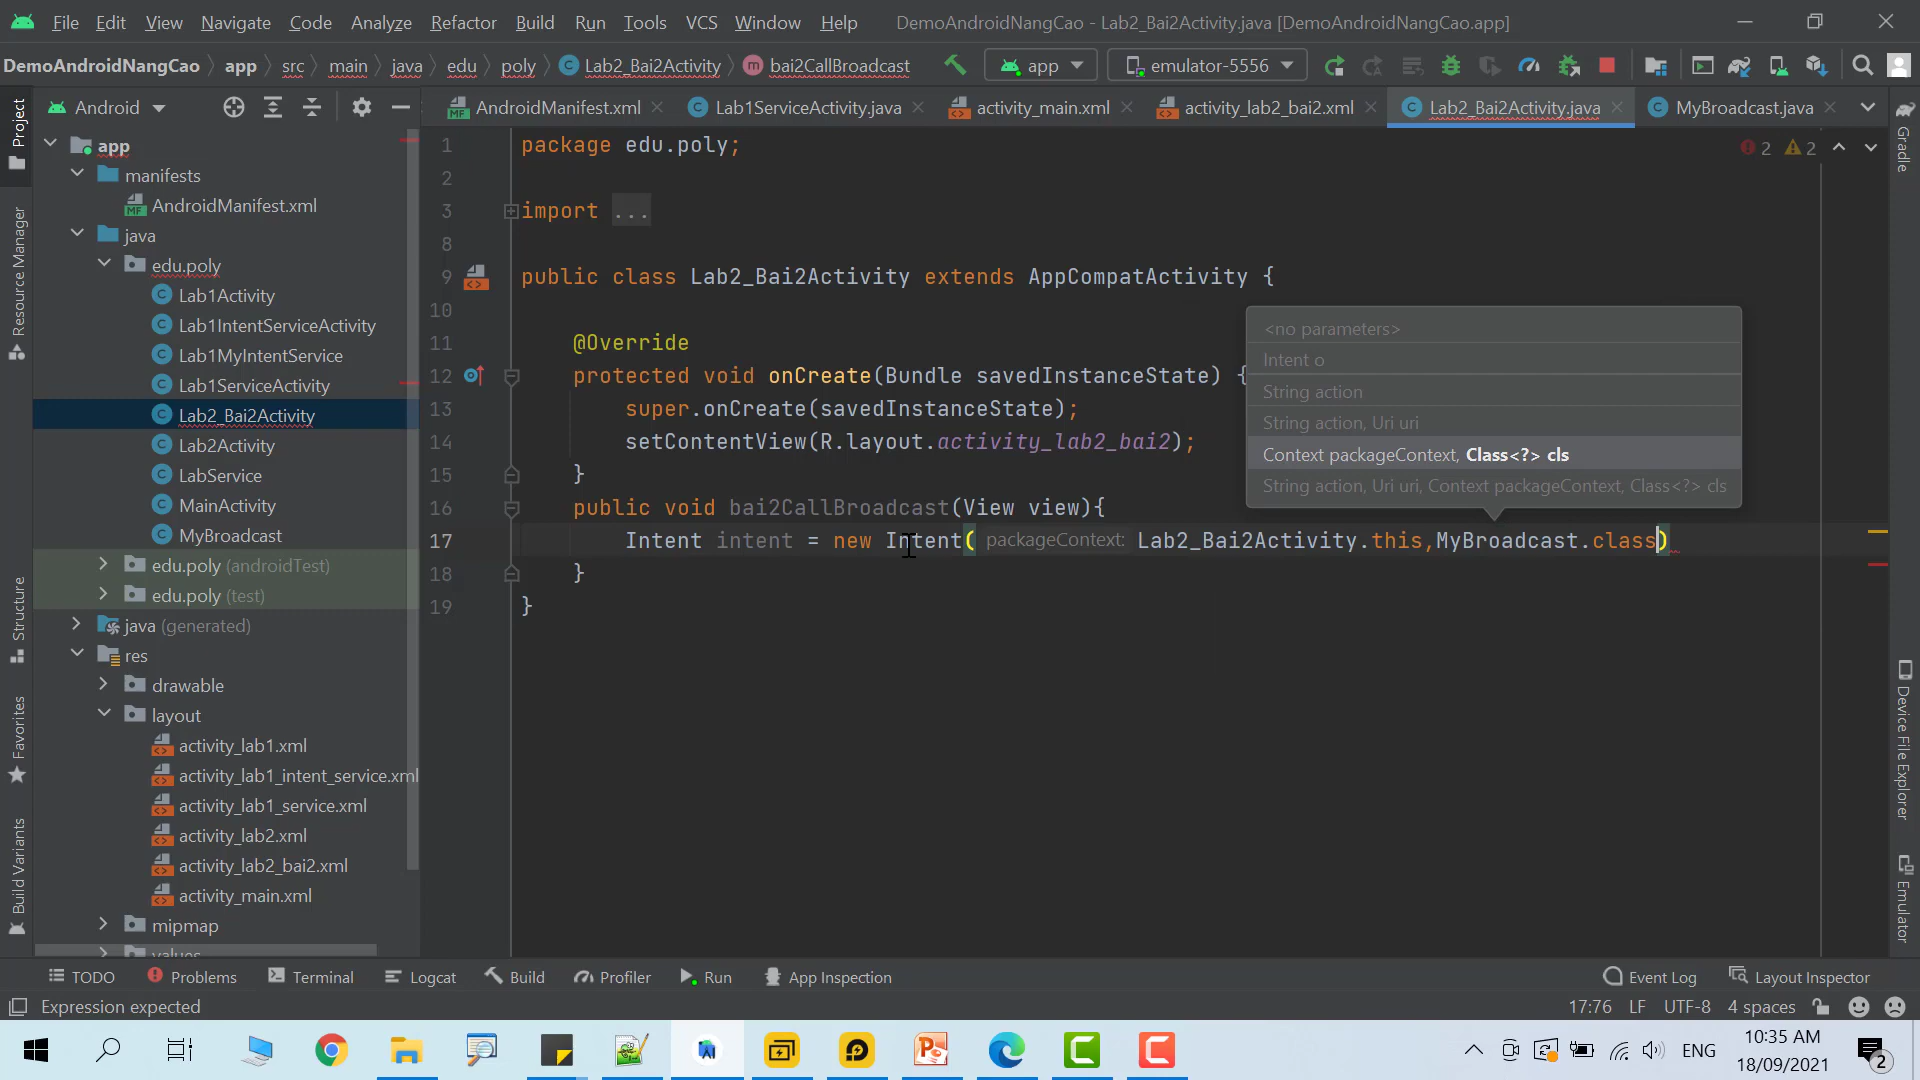 File Edit View Navigate Code Analyze Refactor Build Run Tools VCS Window Help DemoAndroidNangCao - Lab2_Bai2Activity.java [DemoAndroidNangCao.app]
DemoAndroidNangCao app src main java edu poly Lab2_Bai2Activity bai2CallBroadcast app emulator-5556
Android
AndroidManifest.xml Lab1ServiceActivity.java activity_main.xml activity_lab2_bai2.xml Lab2_Bai2Activity.java MyBroadcast.java
Project
Resource Manager
Structure
Favorites
Build Variants
app
manifests
AndroidManifest.xml
java
edu.poly
Lab1Activity
Lab1IntentServiceActivity
Lab1MyIntentService
Lab1ServiceActivity
Lab2_Bai2Activity
Lab2Activity
LabService
MainActivity
MyBroadcast
edu.poly (androidTest)
edu.poly (test)
java (generated)
res
drawable
layout
activity_lab1.xml
activity_lab1_intent_service.xml
activity_lab1_service.xml
activity_lab2.xml
activity_lab2_bai2.xml
activity_main.xml
mipmap
values
1 package edu.poly;
2
3 import ...
8
9 public class Lab2_Bai2Activity extends AppCompatActivity {
10
11 @Override
12 protected void onCreate(Bundle savedInstanceState) {
13 super.onCreate(savedInstanceState);
14 setContentView(R.layout.activity_lab2_bai2);
15 }
16 public void bai2CallBroadcast(View view){
17 Intent intent = new Intent( packageContext: Lab2_Bai2Activity.this,MyBroadcast.class)
18 }
19 }
2 2
<no parameters>
Intent o
String action
String action, Uri uri
Context packageContext, Class<?> cls
String action, Uri uri, Context packageContext, Class<?> cls
Gradle
Device File Explorer
Emulator
TODO Problems Terminal Logcat Build Profiler Run App Inspection Event Log Layout Inspector
Expression expected 17:76 LF UTF-8 4 spaces
ENG 10:35 AM
18/09/2021
2